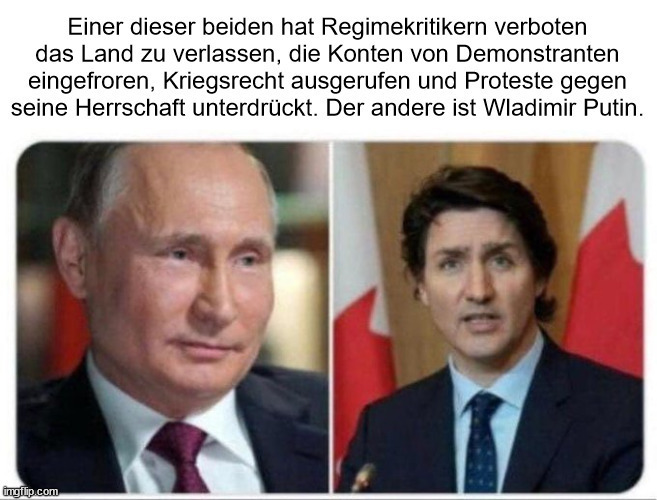 Einer dieser beiden hat Regimekritikern verboten
das Land zu verlassen, die Konten von Demonstranten
eingefroren, Kriegsrecht ausgerufen und Proteste gegen
seine Herrschaft unterdrückt. Der andere ist Wladimir Putin.
imgflip.com